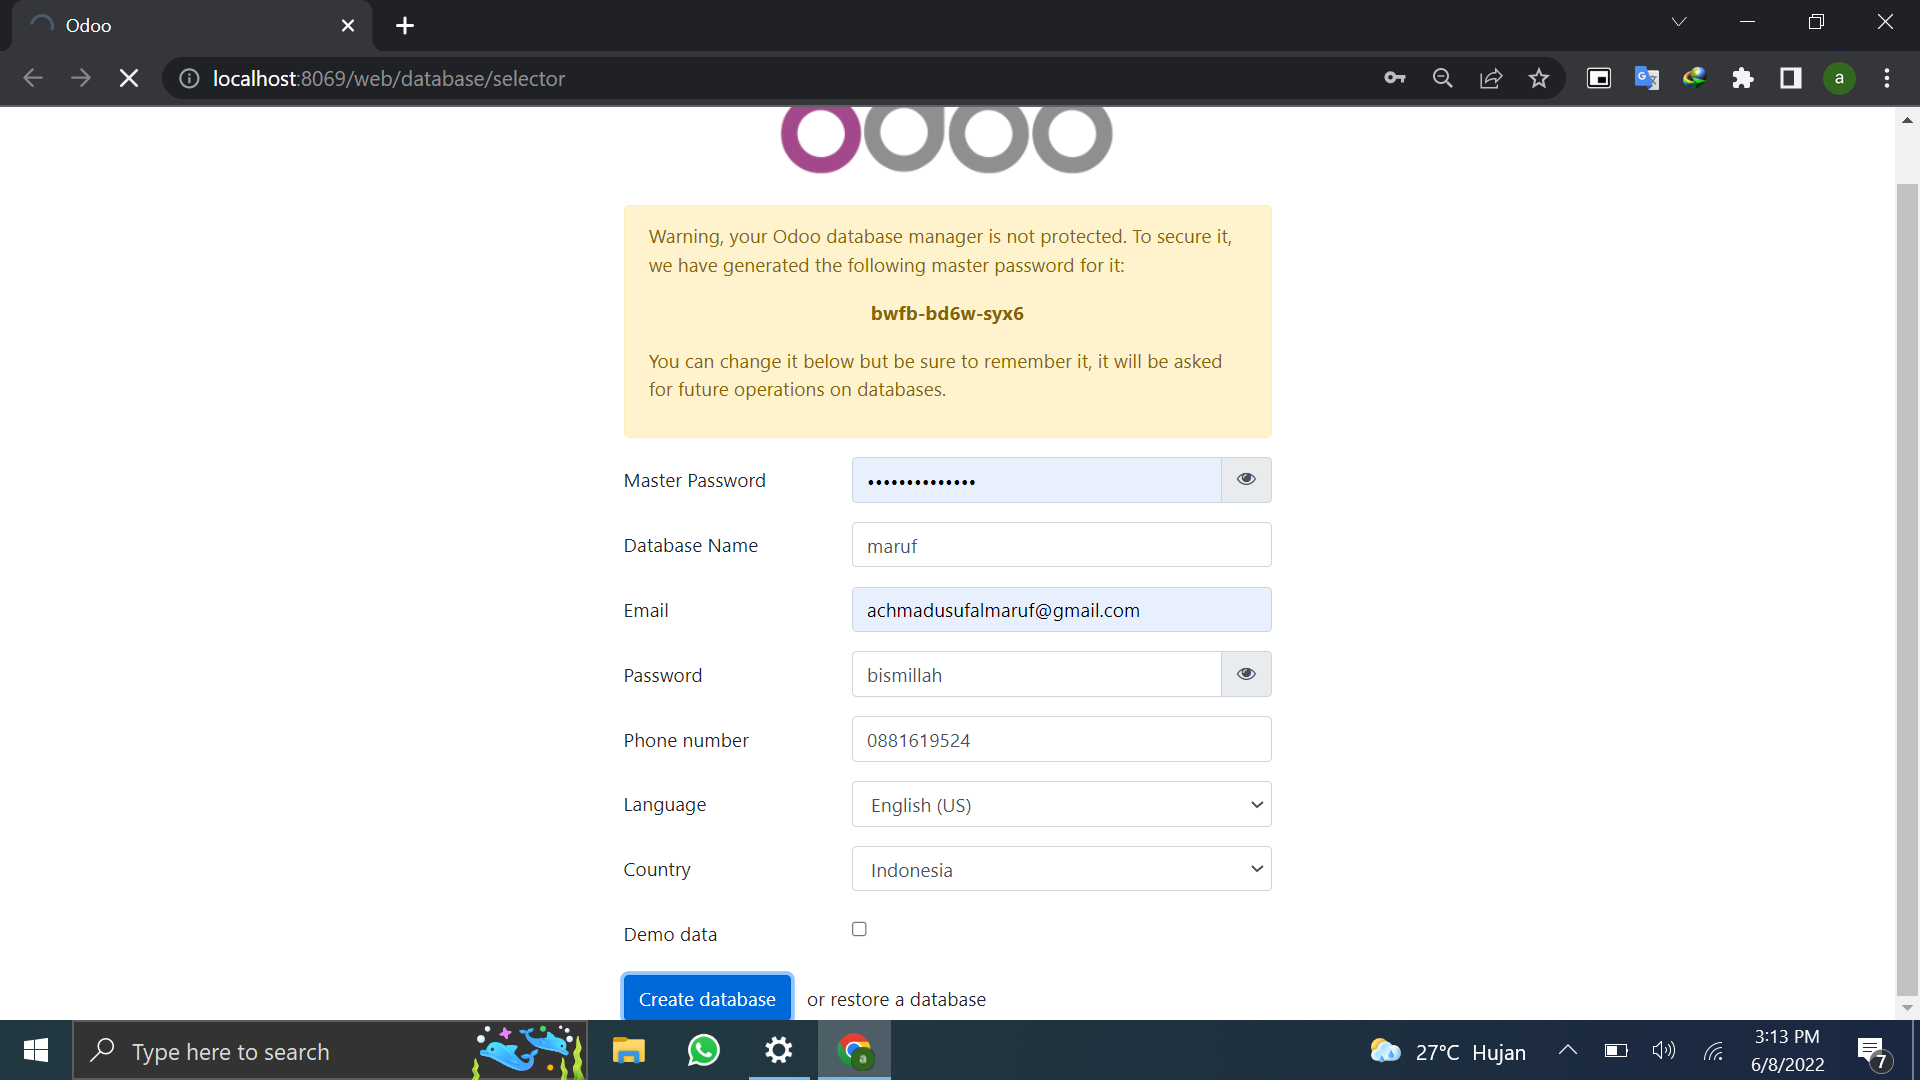 Odoo
localhost:8069/web/database/selector
a
odoo
Warning, your Odoo database manager is not protected. To secure it,
we have generated the following master password for it:
bwfb-bd6w-syx6
You can change it below but be sure to remember it, it will be asked
for future operations on databases.
Master Password ••••••••••••••
Database Name maruf
Email achmadusufalmaruf@gmail.com
Password bismillah
Phone number 0881619524
Language English (US)
Country Indonesia
Demo data
Create database or restore a database
Type here to search
a
27°C Hujan
3:13 PM
6/8/2022
7